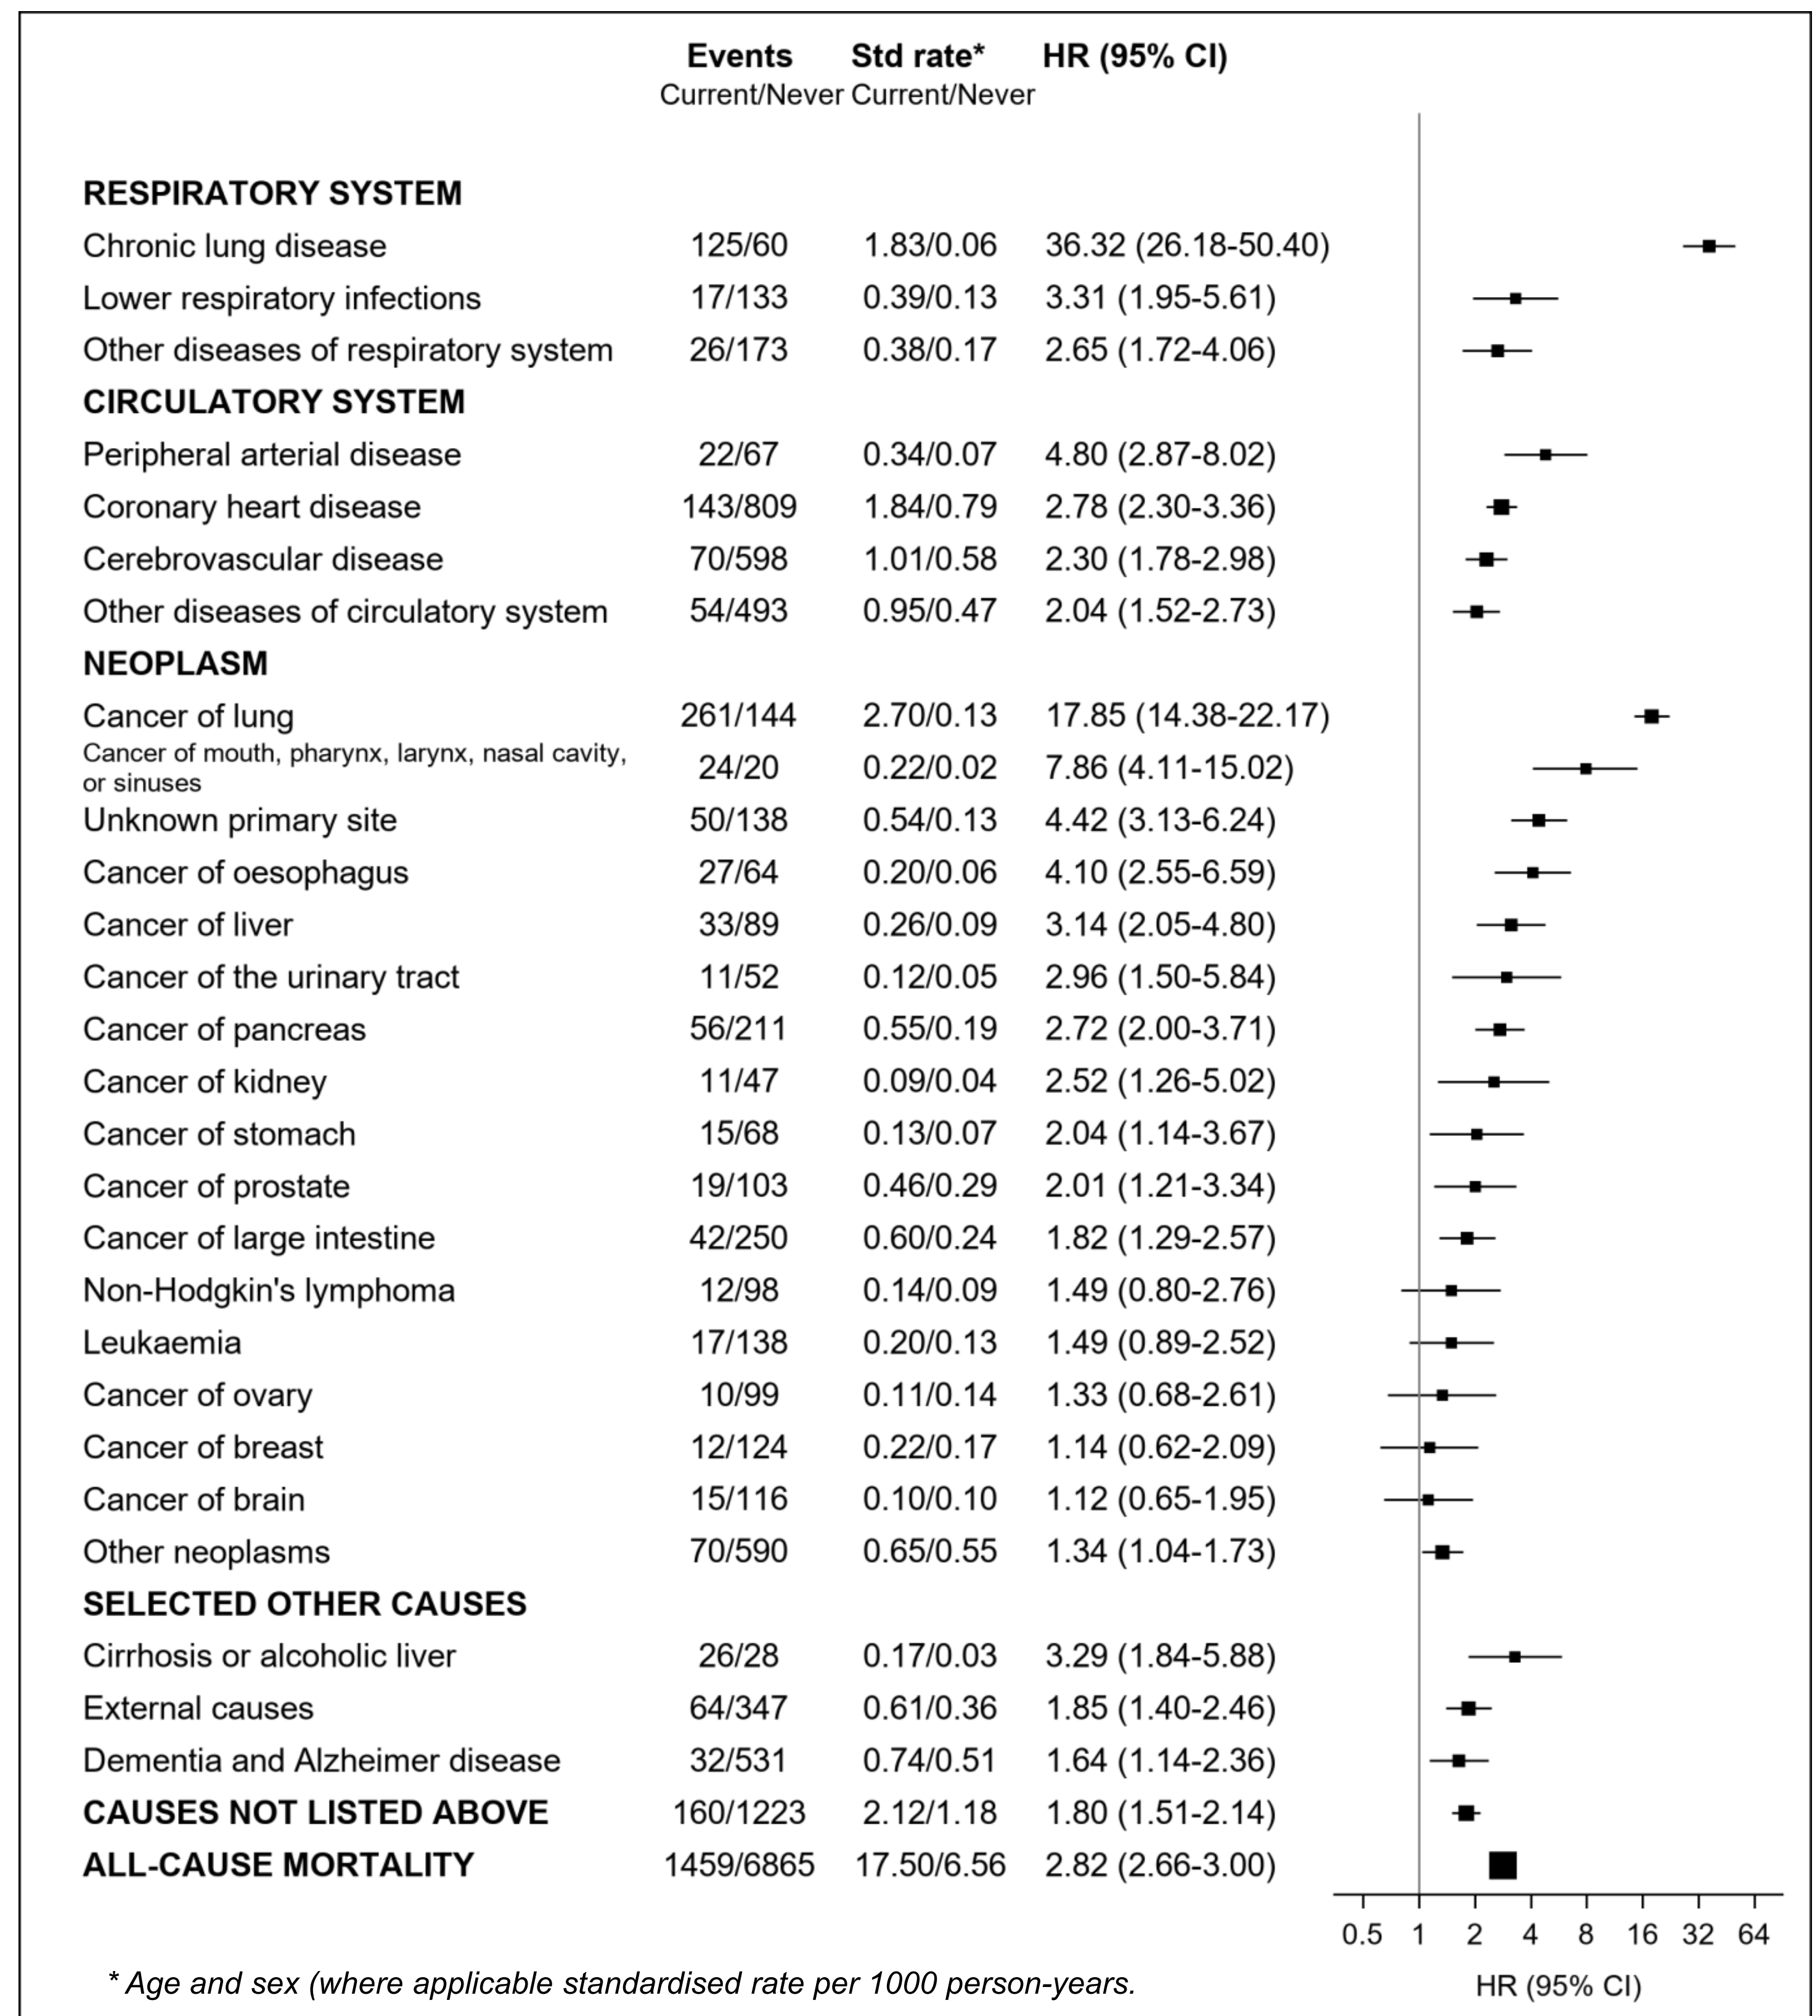 Events Std rate* HR (95% CI)
Current/Never Current/Never
RESPIRATORY SYSTEM
Chronic lung disease 125/60 1.83/0.06 36.32 (26.18-50.40)
Lower respiratory infections 17/133 0.39/0.13 3.31 (1.95-5.61)
Other diseases of respiratory system 26/173 0.38/0.17 2.65 (1.72-4.06)
CIRCULATORY SYSTEM
Peripheral arterial disease 22/67 0.34/0.07 4.80 (2.87-8.02)
Coronary heart disease 143/809 1.84/0.79 2.78 (2.30-3.36)
Cerebrovascular disease 70/598 1.01/0.58 2.30 (1.78-2.98)
Other diseases of circulatory system 54/493 0.95/0.47 2.04 (1.52-2.73)
NEOPLASM
Cancer of lung 261/144 2.70/0.13 17.85 (14.38-22.17)
Cancer of mouth, pharynx, larynx, nasal cavity,
or sinuses 24/20 0.22/0.02 7.86 (4.11-15.02)
Unknown primary site 50/138 0.54/0.13 4.42 (3.13-6.24)
Cancer of oesophagus 27/64 0.20/0.06 4.10 (2.55-6.59)
Cancer of liver 33/89 0.26/0.09 3.14 (2.05-4.80)
Cancer of the urinary tract 11/52 0.12/0.05 2.96 (1.50-5.84)
Cancer of pancreas 56/211 0.55/0.19 2.72 (2.00-3.71)
Cancer of kidney 11/47 0.09/0.04 2.52 (1.26-5.02)
Cancer of stomach 15/68 0.13/0.07 2.04 (1.14-3.67)
Cancer of prostate 19/103 0.46/0.29 2.01 (1.21-3.34)
Cancer of large intestine 42/250 0.60/0.24 1.82 (1.29-2.57)
Non-Hodgkin's lymphoma 12/98 0.14/0.09 1.49 (0.80-2.76)
Leukaemia 17/138 0.20/0.13 1.49 (0.89-2.52)
Cancer of ovary 10/99 0.11/0.14 1.33 (0.68-2.61)
Cancer of breast 12/124 0.22/0.17 1.14 (0.62-2.09)
Cancer of brain 15/116 0.10/0.10 1.12 (0.65-1.95)
Other neoplasms 70/590 0.65/0.55 1.34 (1.04-1.73)
SELECTED OTHER CAUSES
Cirrhosis or alcoholic liver 26/28 0.17/0.03 3.29 (1.84-5.88)
External causes 64/347 0.61/0.36 1.85 (1.40-2.46)
Dementia and Alzheimer disease 32/531 0.74/0.51 1.64 (1.14-2.36)
CAUSES NOT LISTED ABOVE 160/1223 2.12/1.18 1.80 (1.51-2.14)
ALL-CAUSE MORTALITY 1459/6865 17.50/6.56 2.82 (2.66-3.00)
0.5 1 2 4 8 16 32 64
* Age and sex (where applicable standardised rate per 1000 person-years.
HR (95% CI)